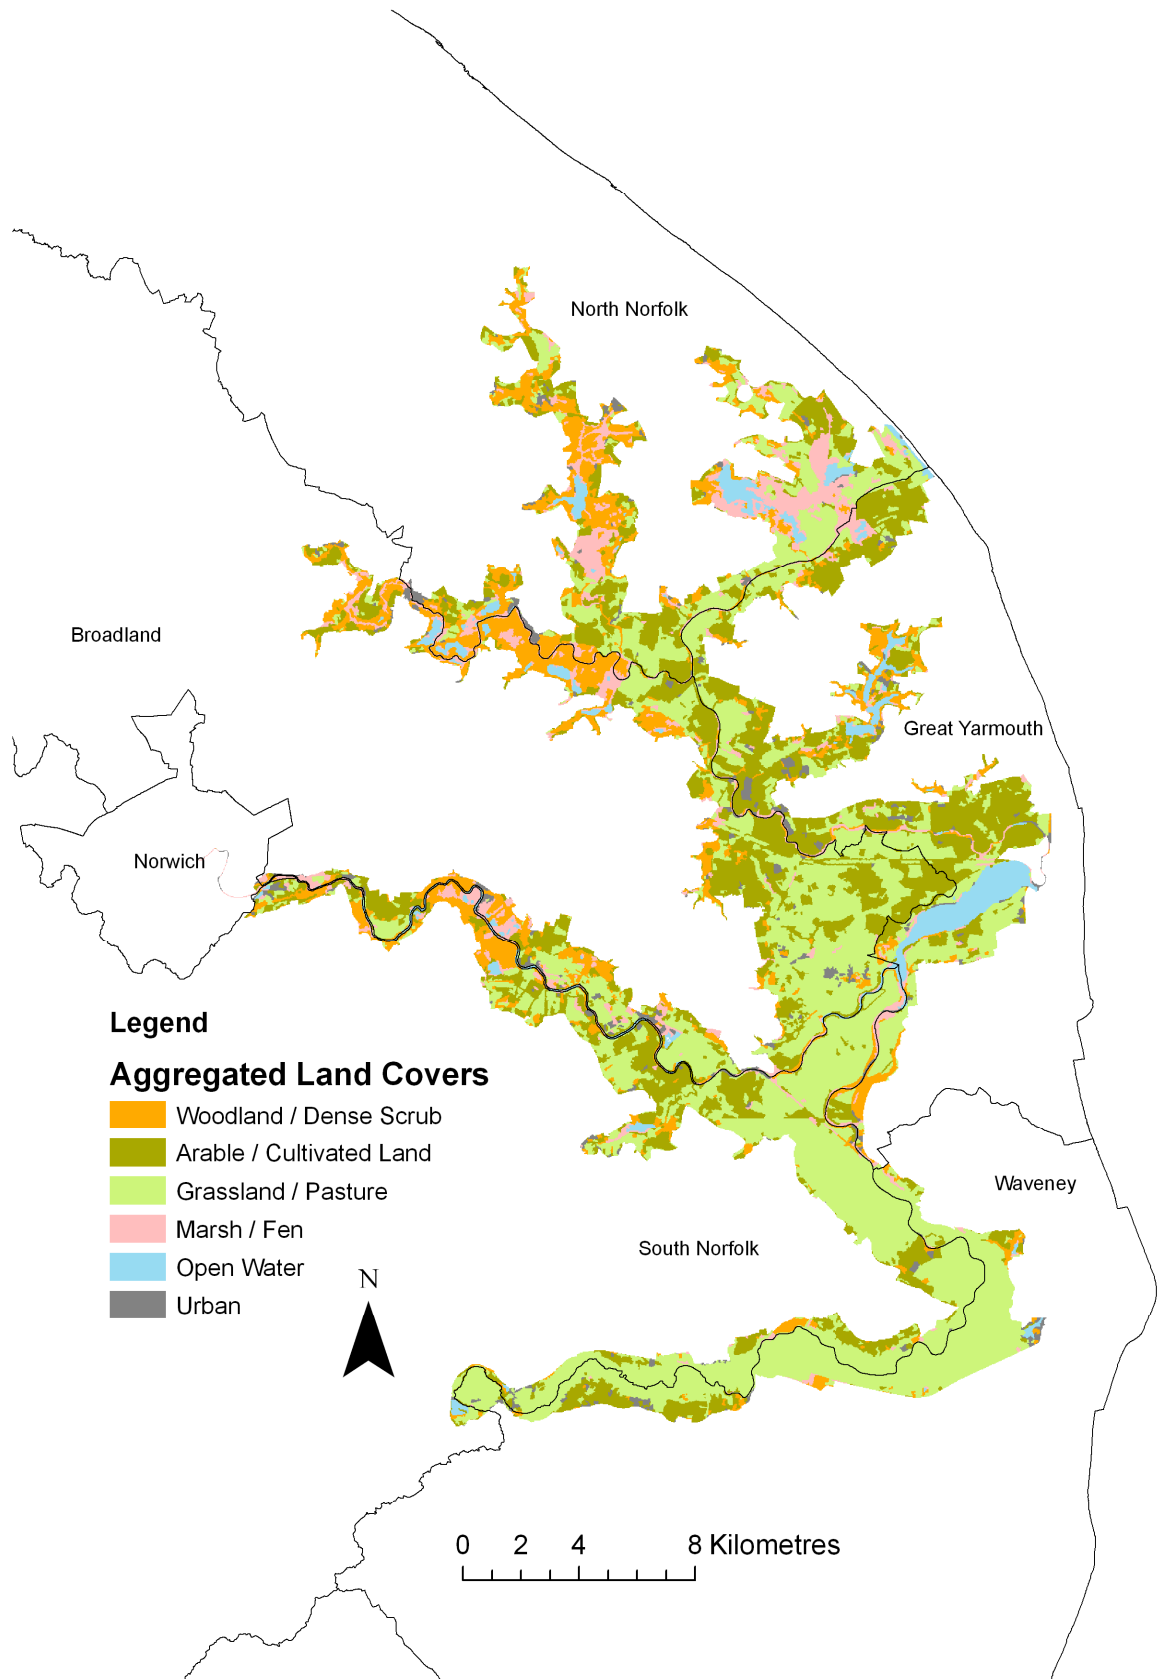 North Norfolk
Broadland
Great Yarmouth
Norwich
Legend
Aggregated Land Covers
Woodland / Dense Scrub
Arable / Cultivated Land
Grassland / Pasture
Marsh / Fen
Open Water
Urban
Waveney
South Norfolk
N
0 2 4 8 Kilometres